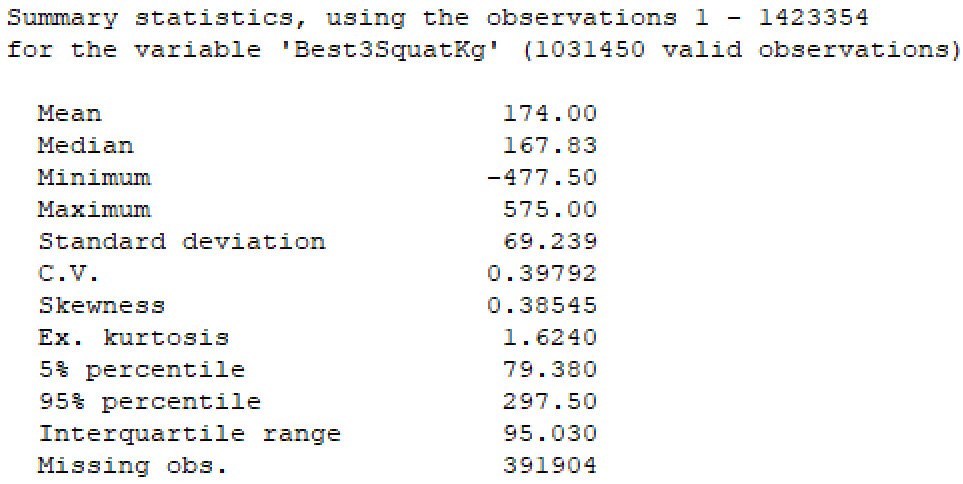 Summary statistics, using the observations 1 - 1423354
for the variable 'Best3SquatKg' (1031450 valid observations)
Mean 174.00
Median 167.83
Minimum -477.50
Maximum 575.00
Standard deviation 69.239
C.V. 0.39792
Skewness 0.38545
Ex. kurtosis 1.6240
5% percentile 79.380
95% percentile 297.50
Interquartile range 95.030
Missing obs. 391904